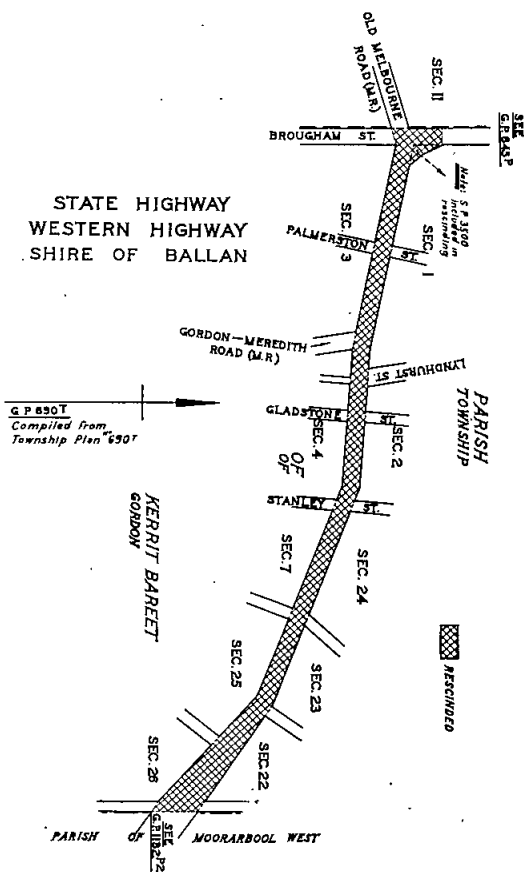 SEC. II
OLD MELBOURNE
ROAD (M.R.)
SEE
G.P. 845ᴾ
BROUGHAM ST.
Note: S P 3500
included in
rescinding
STATE HIGHWAY
WESTERN HIGHWAY
SHIRE OF BALLAN
PALMERSTON ST.
SEC. 3
SEC. 1
GORDON-MEREDITH
ROAD (M.R.)
LYNDHURST ST.
PARISH OF KERRIT BAREET
TOWNSHIP OF GORDON
G P 690ᵀ
Compiled from
Township Plan Nº 690ᵀ
GLADSTONE ST.
SEC. 4
SEC. 2
STANLEY ST.
SEC. 7
SEC. 24
RESCINDED
SEC. 25
SEC. 23
SEC. 26
SEC. 22
PARISH OF MOORARBOOL WEST
SEE
G.P. 1182ᴾ²